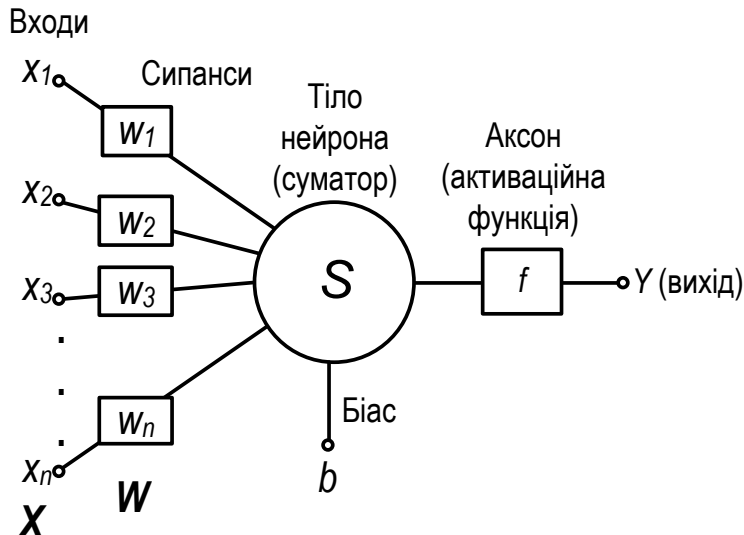 Входи
x1
Сипанси
w1
Тіло
нейрона
(суматор)
Аксон
(активаційна
функція)
x2
w2
x3
w3
S
f
Y (вихід)
.
.
.
wn
xn
Біас
b
X
W